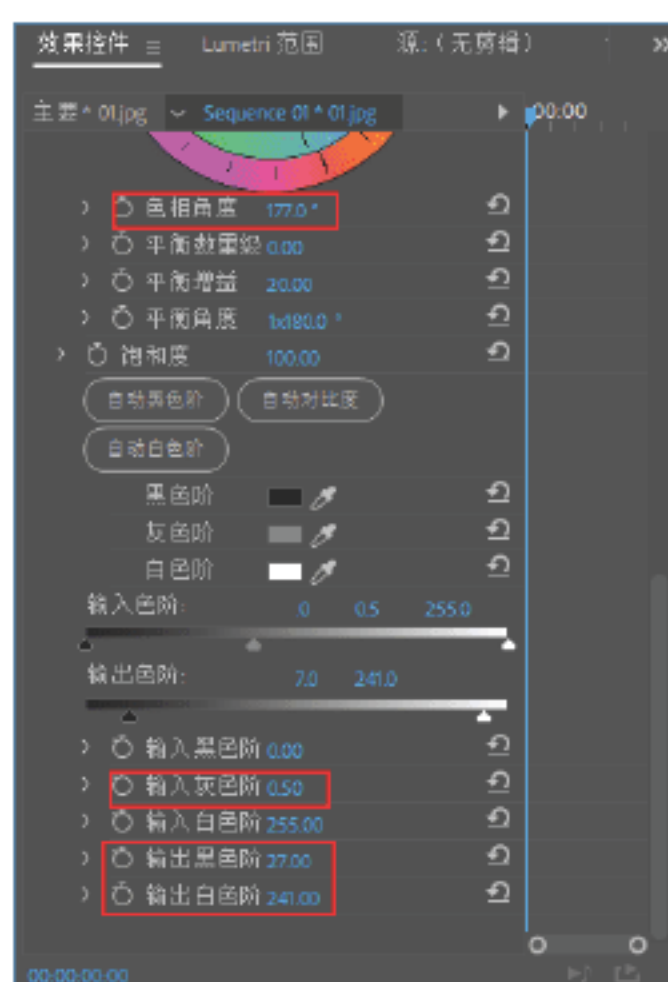 效果控件 Lumetri 范围 源:(无剪辑)
主要 * 01.jpg Sequence 01 * 01.jpg 00:00
色相角度 177.0 °
平衡数量级 0.00
平衡增益 20.00
平衡角度 1x180.0 °
饱和度 100.00
自动黑色阶 自动对比度
自动白色阶
黑色阶
灰色阶
白色阶
输入色阶: 0 0.5 255.0
输出色阶: 7.0 241.0
输入黑色阶 0.00
输入灰色阶 0.50
输入白色阶 255.00
输出黑色阶 27.00
输出白色阶 241.00
00:00:00:00